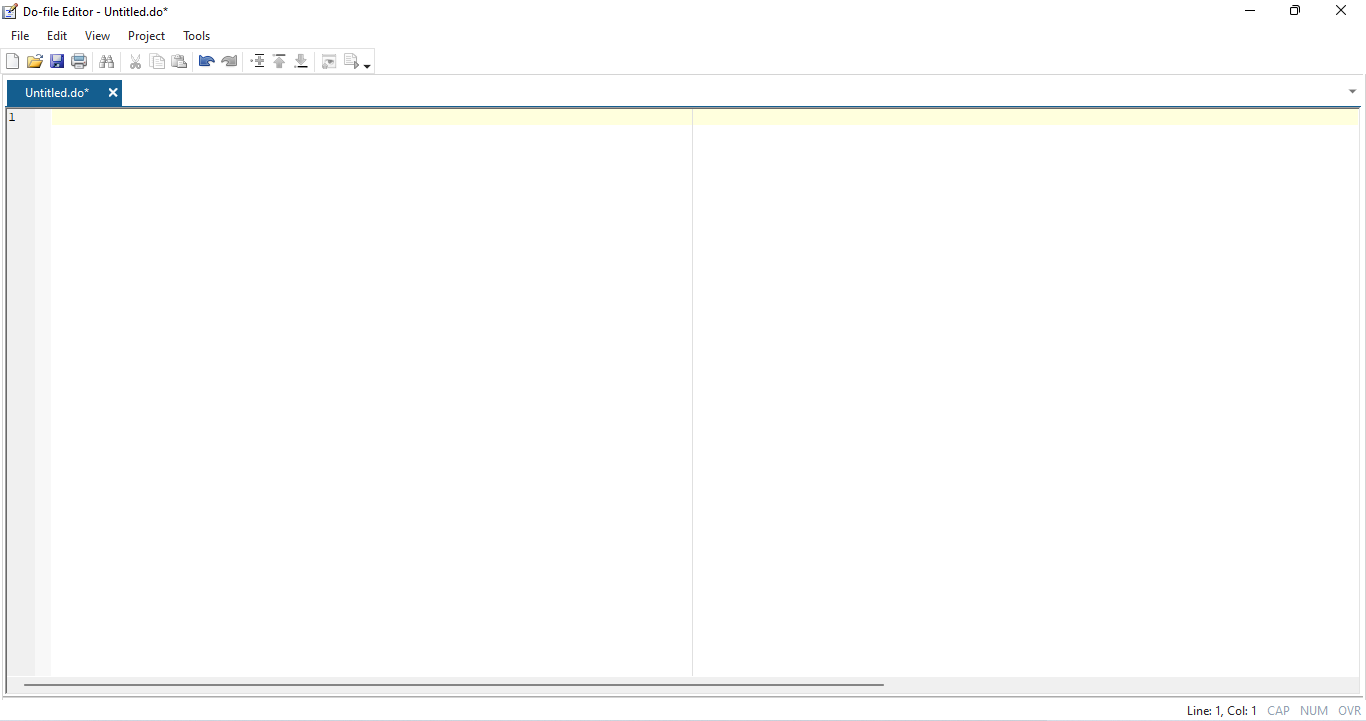 Do-file Editor - Untitled.do*
File Edit View Project Tools
Untitled.do*
1
Line: 1, Col: 1 CAP NUM OVR